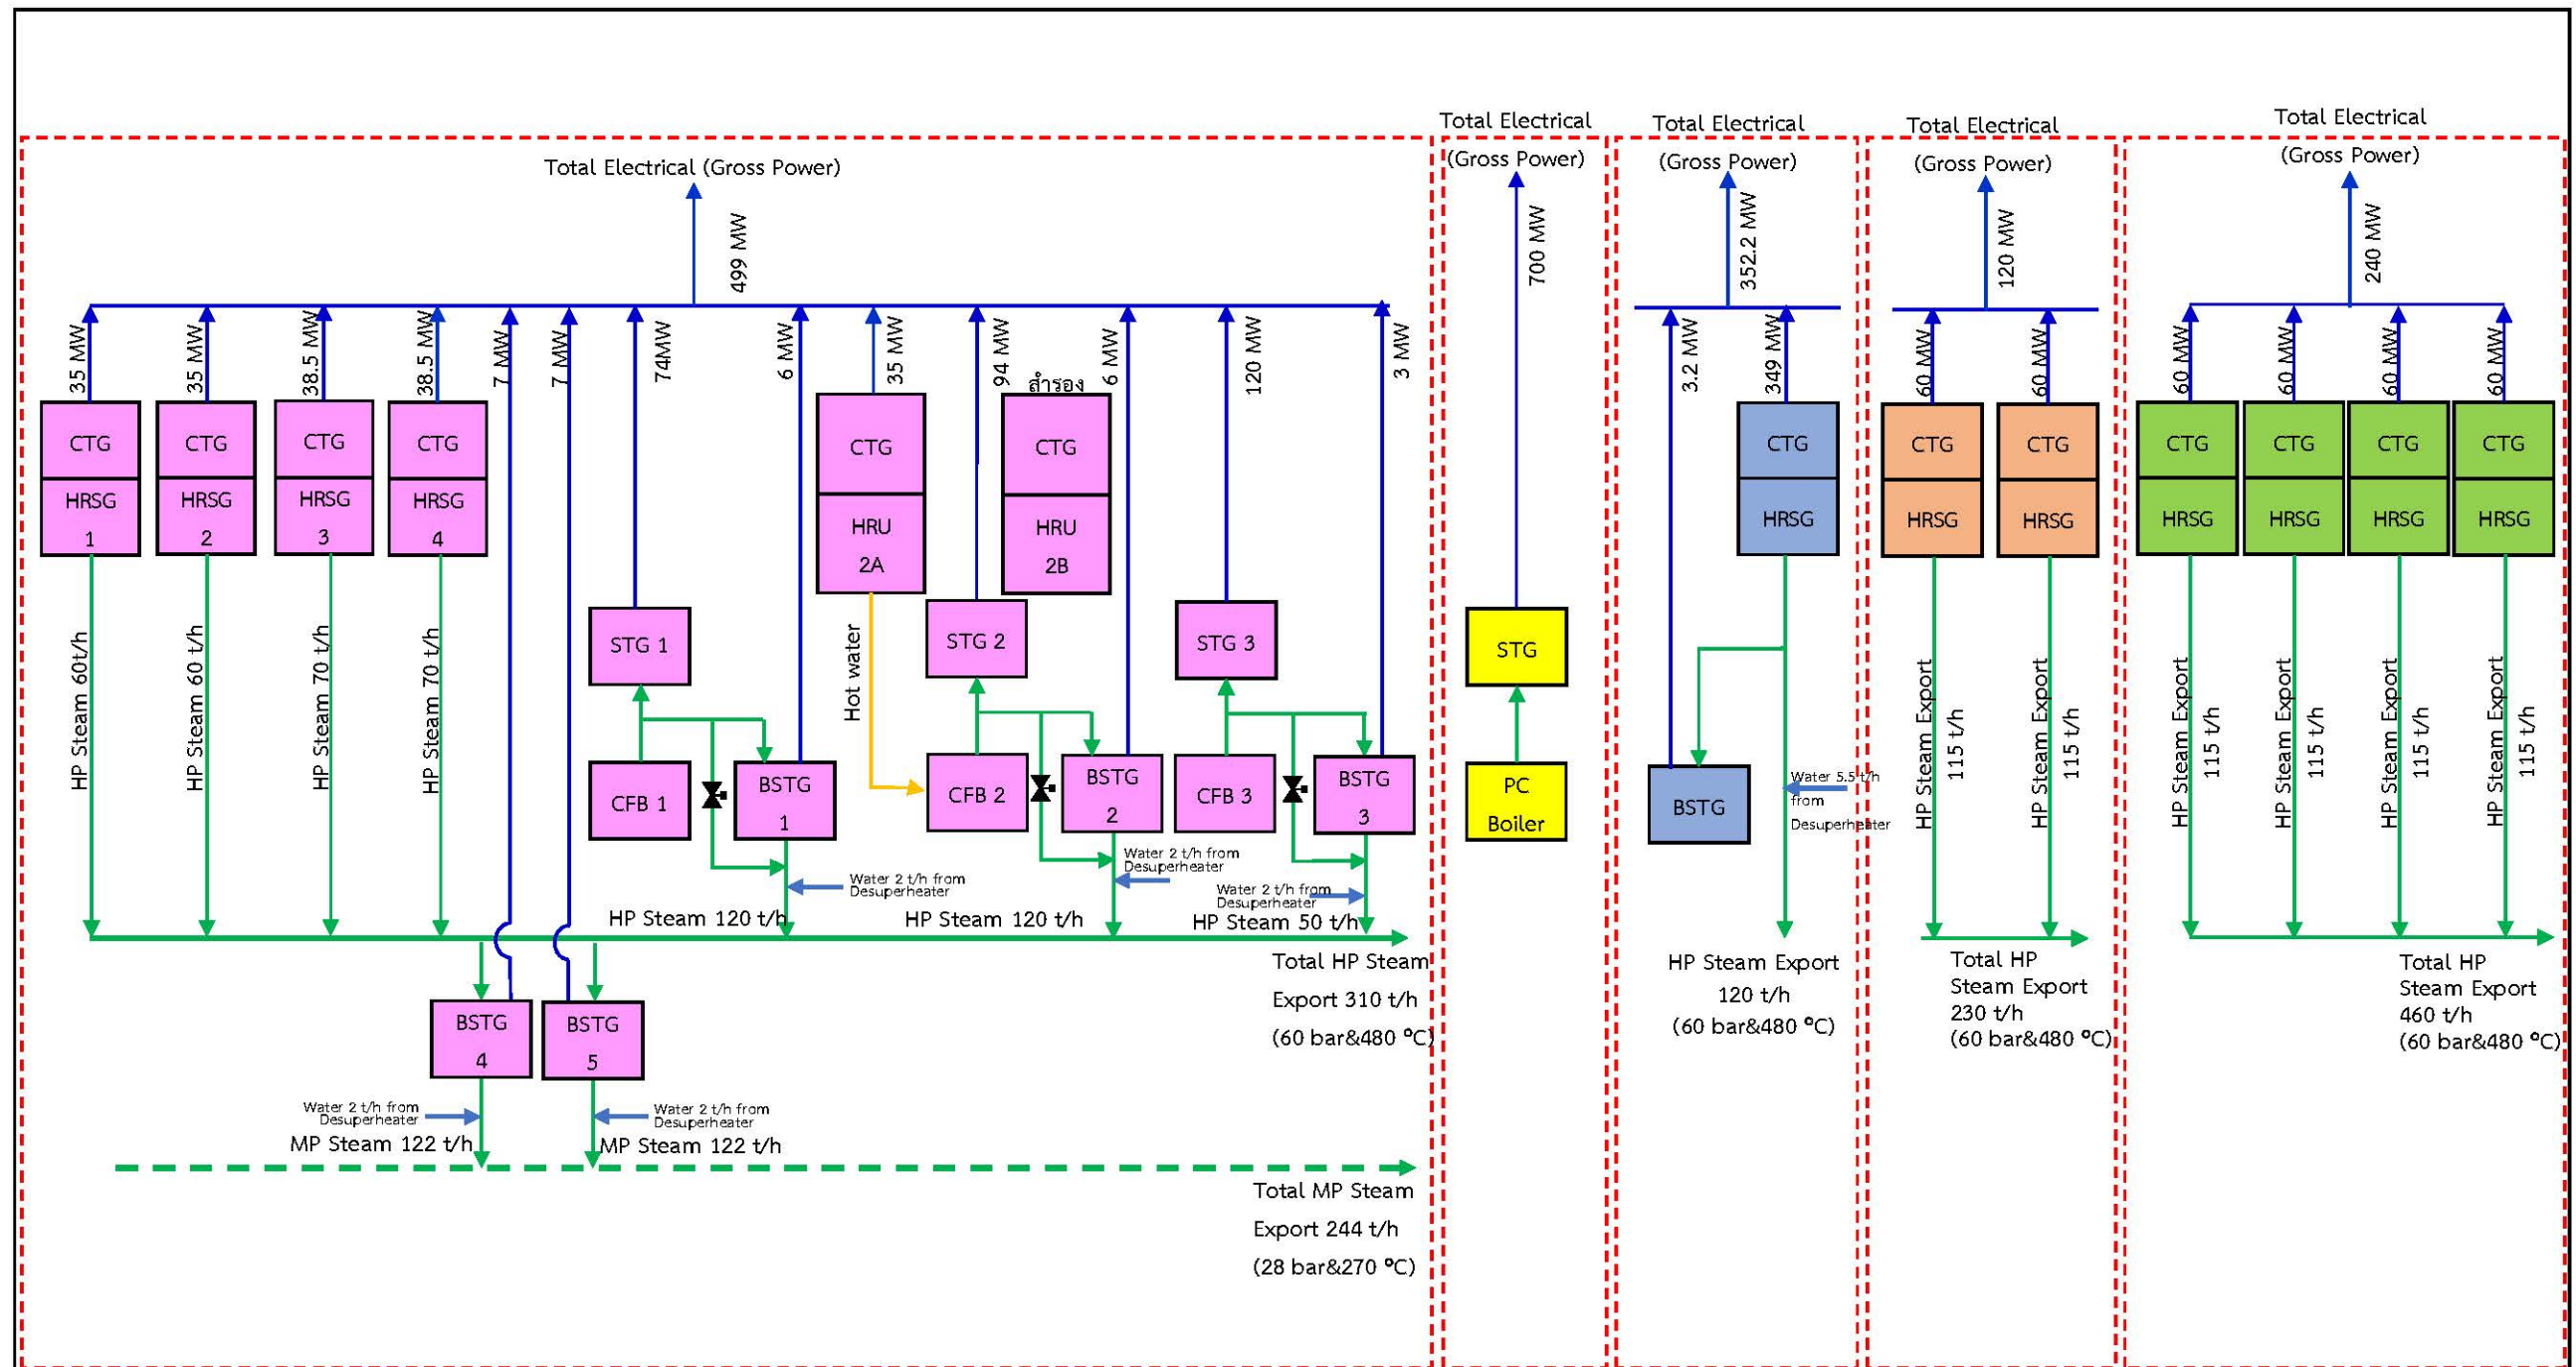 Total Electrical (Gross Power)
499 MW
35 MW
35 MW
38.5 MW
38.5 MW
7 MW
7 MW
74MW
6 MW
35 MW
94 MW
6 MW
120 MW
3 MW
สำรอง
CTG
HRSG
1
CTG
HRSG
2
CTG
HRSG
3
CTG
HRSG
4
CTG
HRU
2A
CTG
HRU
2B
STG 1
STG 2
STG 3
HP Steam 60t/h
HP Steam 60 t/h
HP Steam 70 t/h
HP Steam 70 t/h
Hot water
CFB 1
BSTG
1
CFB 2
BSTG
2
CFB 3
BSTG
3
Water 2 t/h from
Desuperheater
Water 2 t/h from
Desuperheater
Water 2 t/h from
Desuperheater
HP Steam 120 t/h
HP Steam 120 t/h
HP Steam 50 t/h
Total HP Steam
Export 310 t/h
(60 bar&480 ºC)
BSTG
4
BSTG
5
Water 2 t/h from
Desuperheater
Water 2 t/h from
Desuperheater
MP Steam 122 t/h
MP Steam 122 t/h
Total MP Steam
Export 244 t/h
(28 bar&270 ºC)
Total Electrical
(Gross Power)
700 MW
STG
PC
Boiler
Total Electrical
(Gross Power)
352.2 MW
3.2 MW
349 MW
CTG
HRSG
BSTG
Water 5.5 t/h
from
Desuperheater
HP Steam Export
120 t/h
(60 bar&480 ºC)
Total Electrical
(Gross Power)
120 MW
60 MW
60 MW
CTG
HRSG
CTG
HRSG
HP Steam Export
115 t/h
HP Steam Export
115 t/h
Total HP
Steam Export
230 t/h
(60 bar&480 ºC)
Total Electrical
(Gross Power)
240 MW
60 MW
60 MW
60 MW
60 MW
CTG
HRSG
CTG
HRSG
CTG
HRSG
CTG
HRSG
HP Steam Export
115 t/h
HP Steam Export
115 t/h
HP Steam Export
115 t/h
HP Steam Export
115 t/h
Total HP
Steam Export
460 t/h
(60 bar&480 ºC)